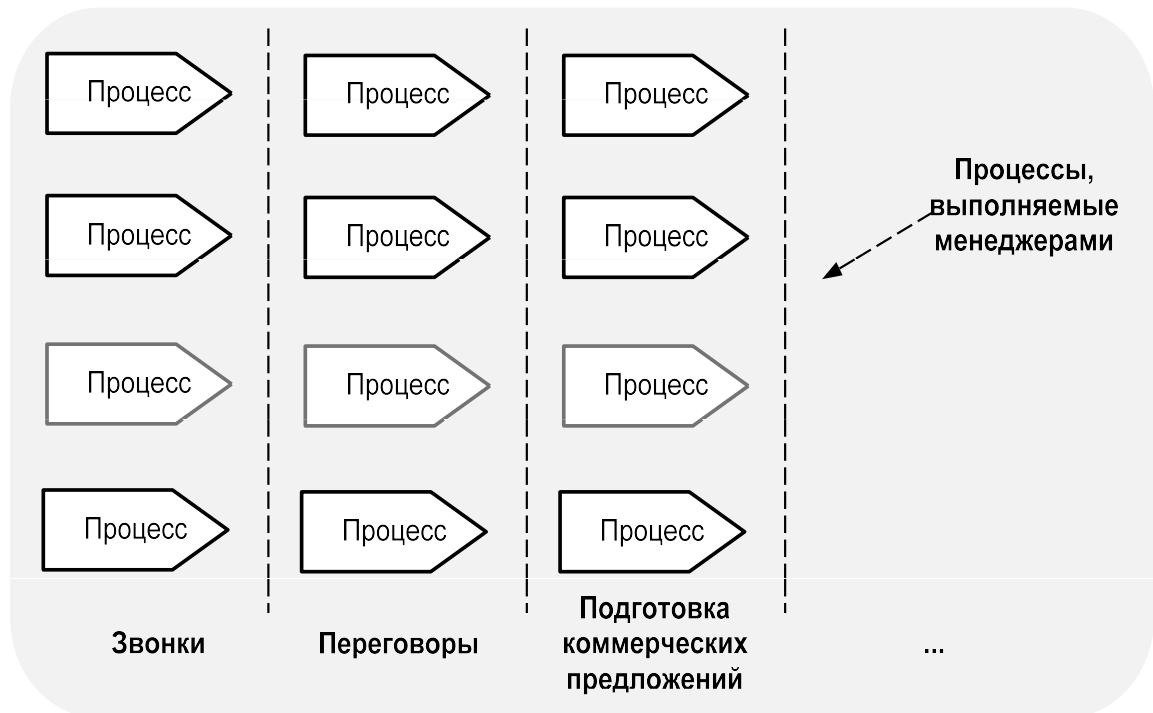 Процесс
Процесс
Процесс
Процесс
Процесс
Процесс
Процесс
Процесс
Процесс
Процесс
Процесс
Процесс
Процессы,
выполняемые
менеджерами
Звонки
Переговоры
Подготовка
коммерческих
предложений
...